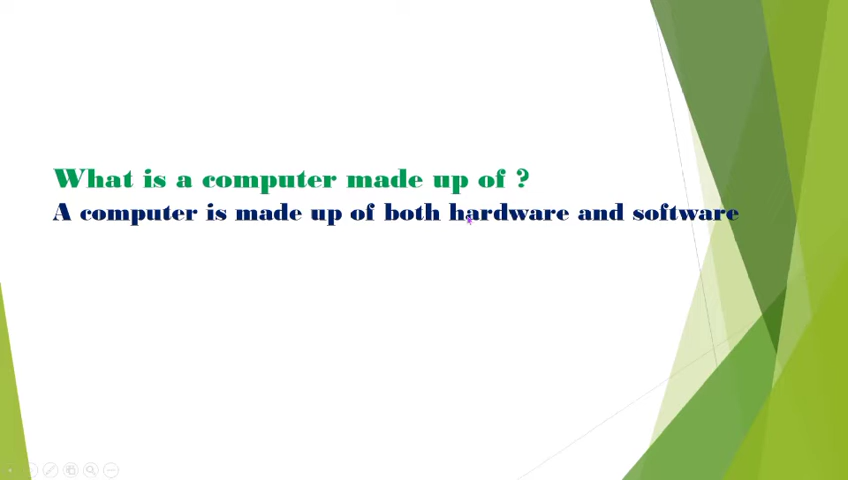 What is a computer made up of ?
A computer is made up of both hardware and software